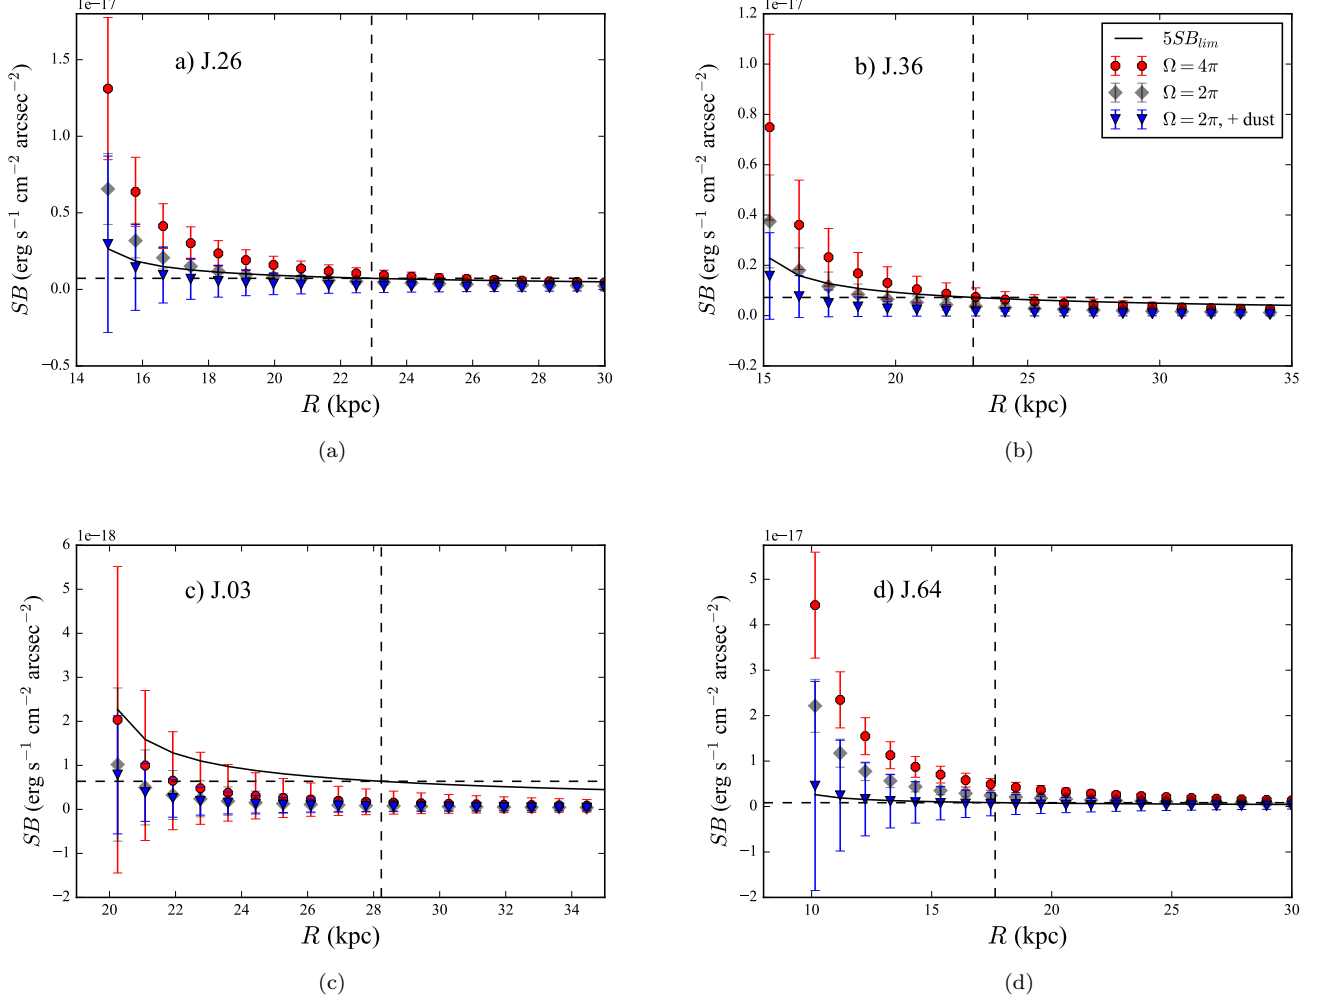 1e−17
1.5
1.0
0.5
0.0
−0.5
14 16 18 20 22 24 26 28 30
SB (erg s⁻¹ cm⁻² arcsec⁻²)
R (kpc)
a) J.26
(a)
1e−17
1.2
1.0
0.8
0.6
0.4
0.2
0.0
−0.2
15 20 25 30 35
SB (erg s⁻¹ cm⁻² arcsec⁻²)
R (kpc)
b) J.36
5SB_lim
Ω = 4π
Ω = 2π
Ω = 2π, + dust
(b)
1e−18
6
5
4
3
2
1
0
−1
−2
20 22 24 26 28 30 32 34
SB (erg s⁻¹ cm⁻² arcsec⁻²)
R (kpc)
c) J.03
(c)
1e−17
5
4
3
2
1
0
−1
−2
10 15 20 25 30
SB (erg s⁻¹ cm⁻² arcsec⁻²)
R (kpc)
d) J.64
(d)